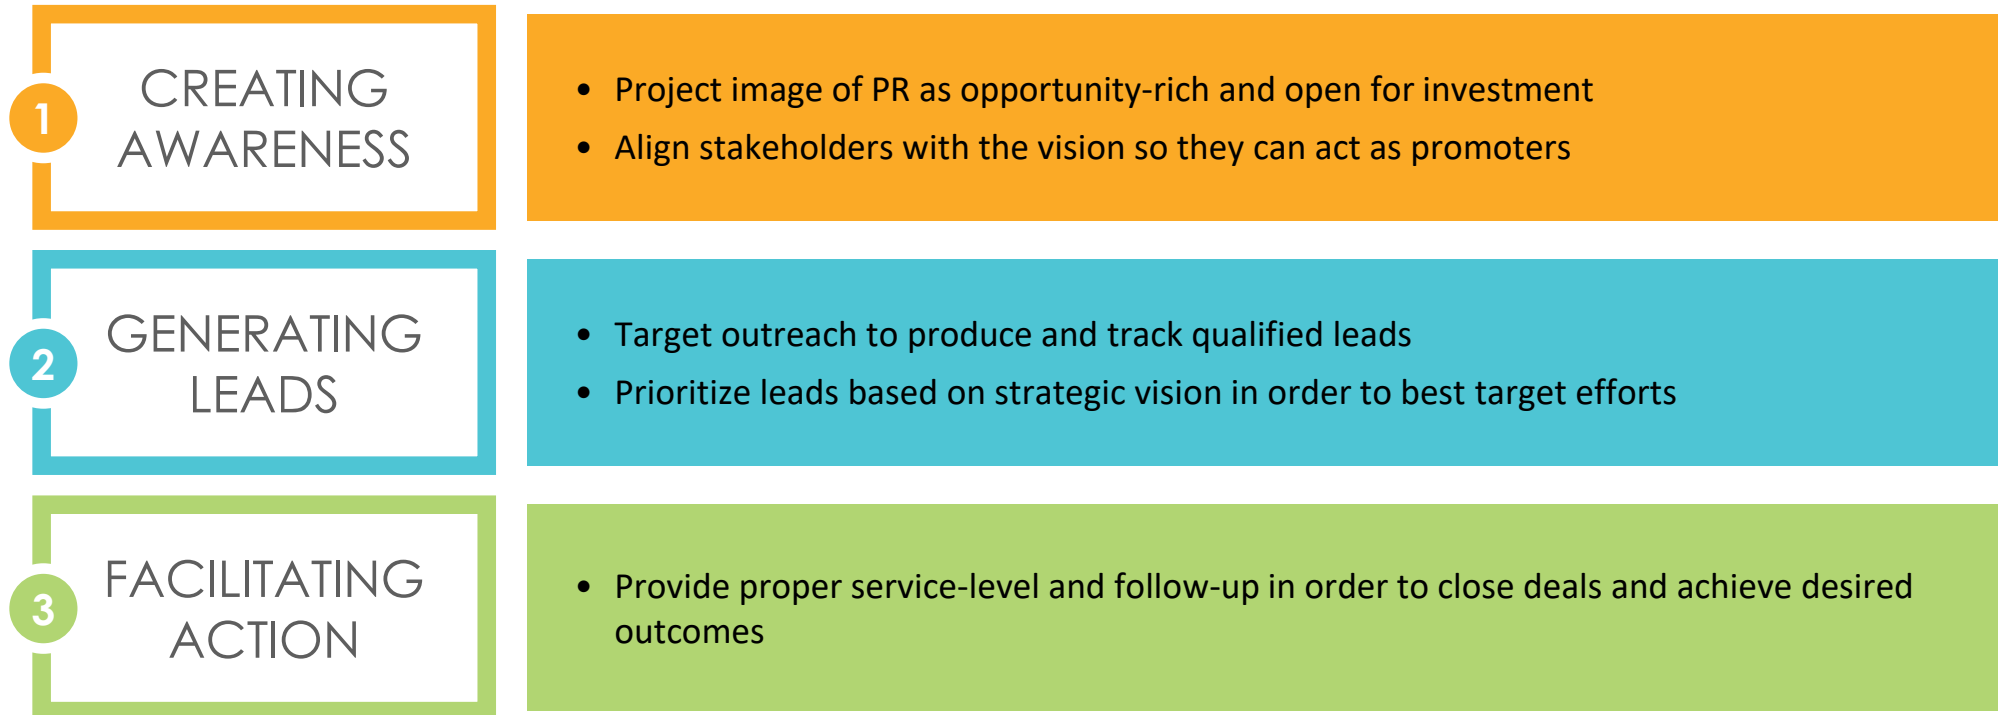 1
CREATING
AWARENESS
• Project image of PR as opportunity-rich and open for investment
• Align stakeholders with the vision so they can act as promoters
2
GENERATING
LEADS
• Target outreach to produce and track qualified leads
• Prioritize leads based on strategic vision in order to best target efforts
3
FACILITATING
ACTION
• Provide proper service-level and follow-up in order to close deals and achieve desired
outcomes